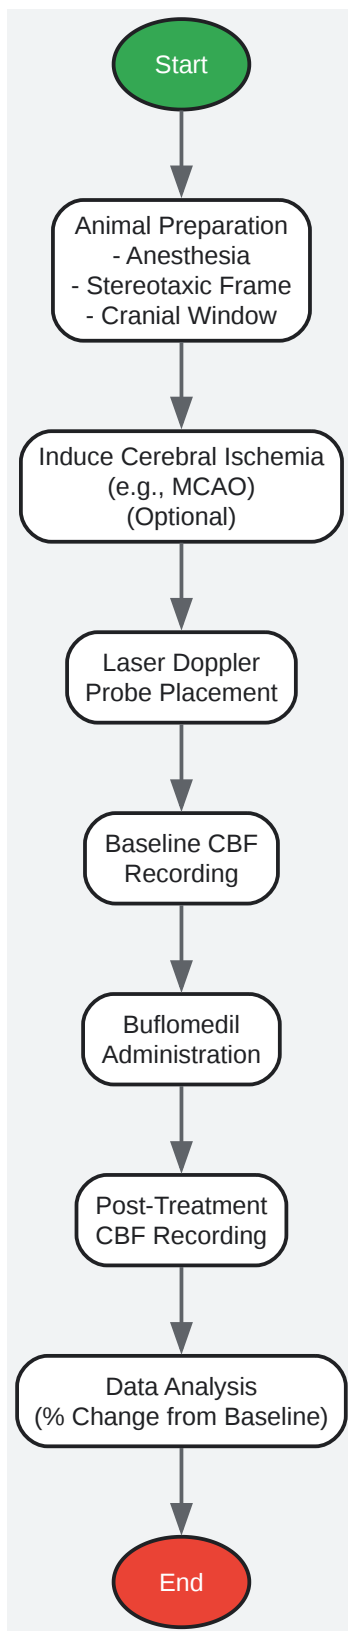 Start
Animal Preparation
- Anesthesia
- Stereotaxic Frame
- Cranial Window
Induce Cerebral Ischemia
(e.g., MCAO)
(Optional)
Laser Doppler
Probe Placement
Baseline CBF
Recording
Buflomedil
Administration
Post-Treatment
CBF Recording
Data Analysis
(% Change from Baseline)
End